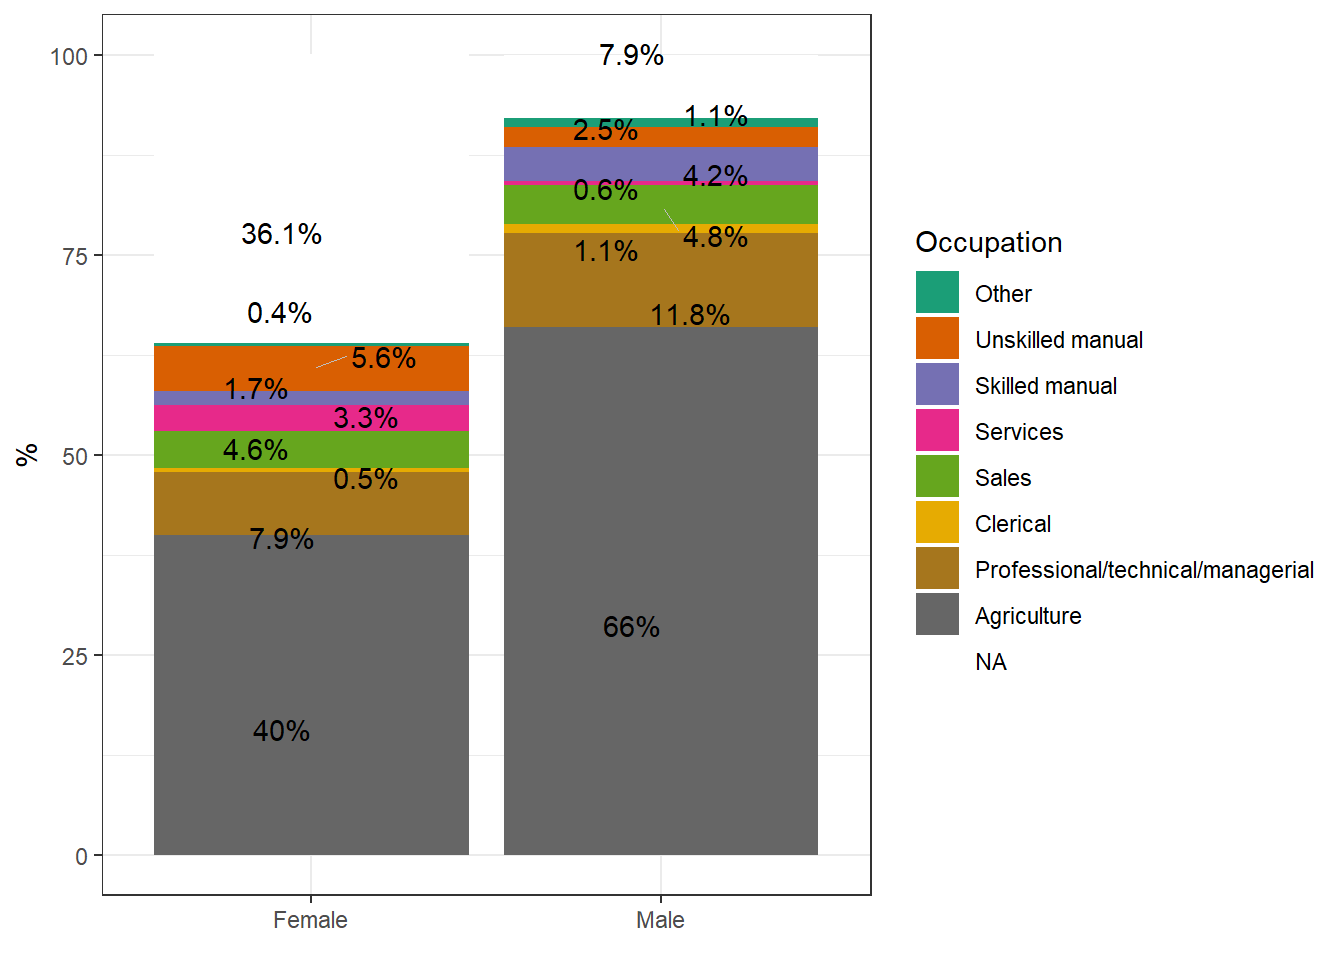 100
75
50
25
0
%
36.1%
0.4%
5.6%
1.7%
3.3%
4.6%
0.5%
7.9%
40%
7.9%
1.1%
2.5%
4.2%
0.6%
4.8%
1.1%
11.8%
66%
Female
Male
Occupation
Other
Unskilled manual
Skilled manual
Services
Sales
Clerical
Professional/technical/managerial
Agriculture
NA